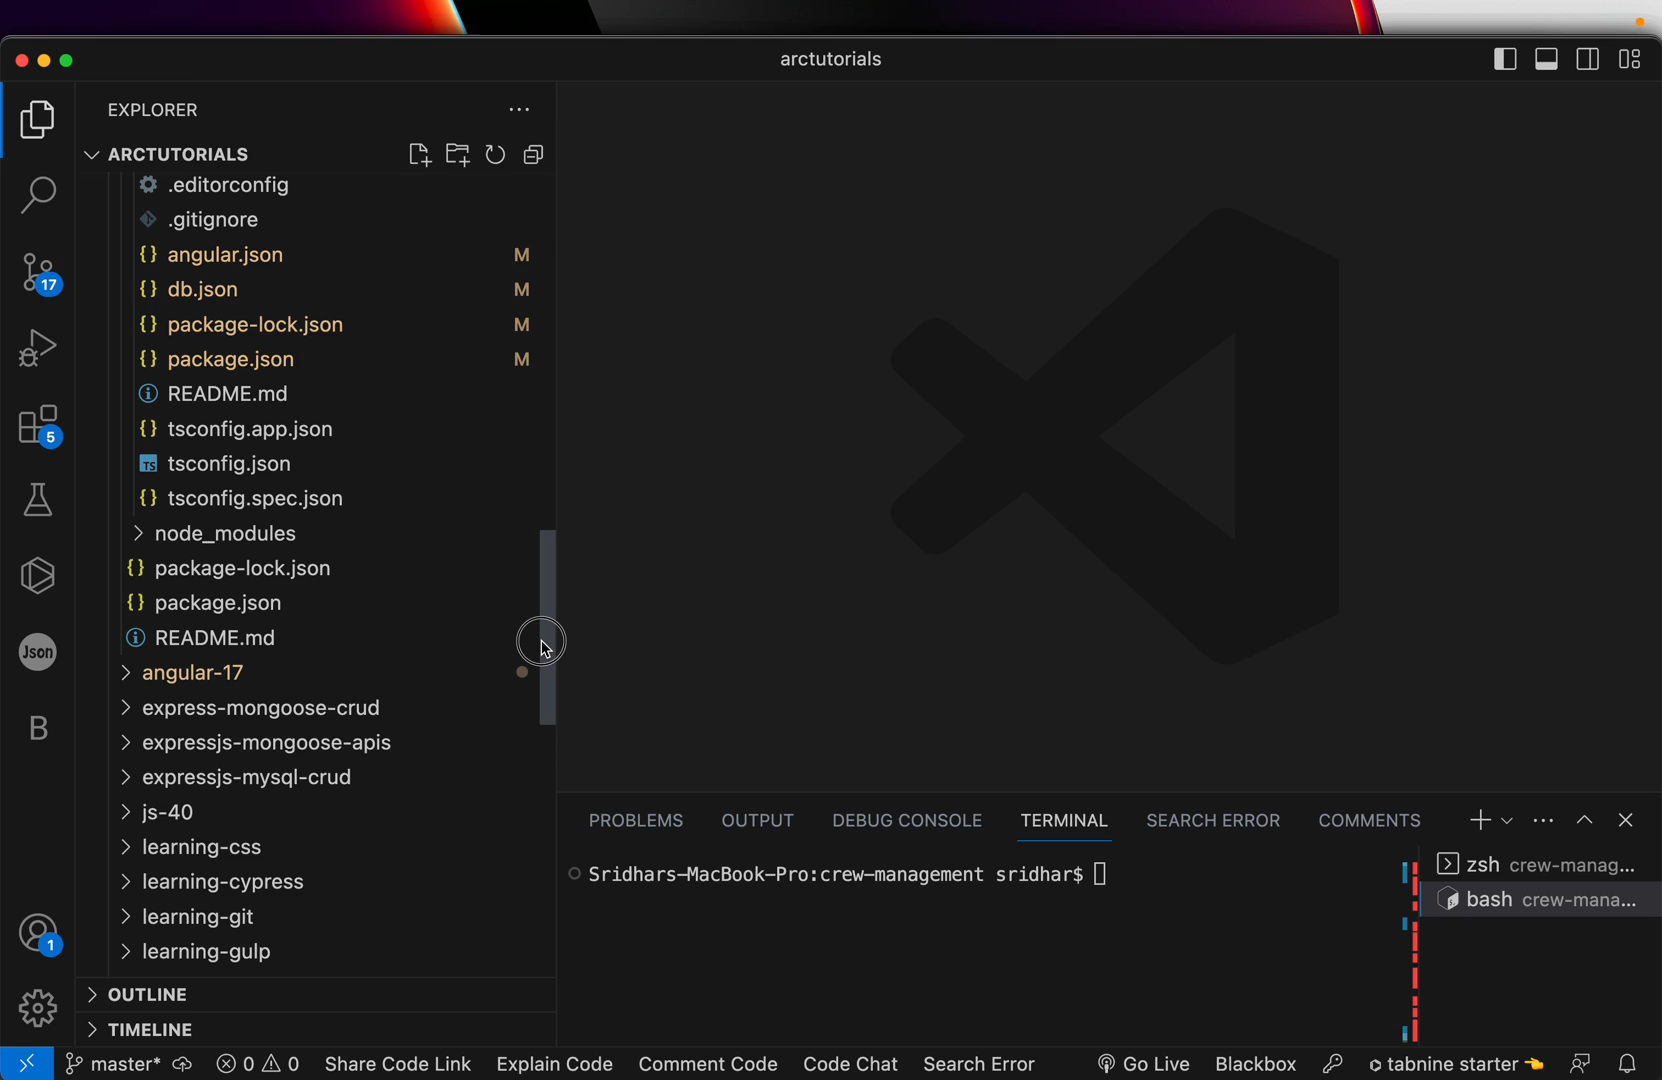 arctutorials
EXPLORER
ARCTUTORIALS
.editorconfig
.gitignore
{} angular.json M
{} db.json M
{} package-lock.json M
{} package.json M
README.md
{} tsconfig.app.json
TS tsconfig.json
{} tsconfig.spec.json
node_modules
{} package-lock.json
{} package.json
README.md
angular-17
express-mongoose-crud
expressjs-mongoose-apis
expressjs-mysql-crud
js-40
learning-css
learning-cypress
learning-git
learning-gulp
OUTLINE
TIMELINE
17
5
Json
B
1
PROBLEMS OUTPUT DEBUG CONSOLE TERMINAL SEARCH ERROR COMMENTS
Sridhars-MacBook-Pro:crew-management sridhar$
zsh crew-manag...
bash crew-mana...
master* 0 0 Share Code Link Explain Code Comment Code Code Chat Search Error Go Live Blackbox tabnine starter